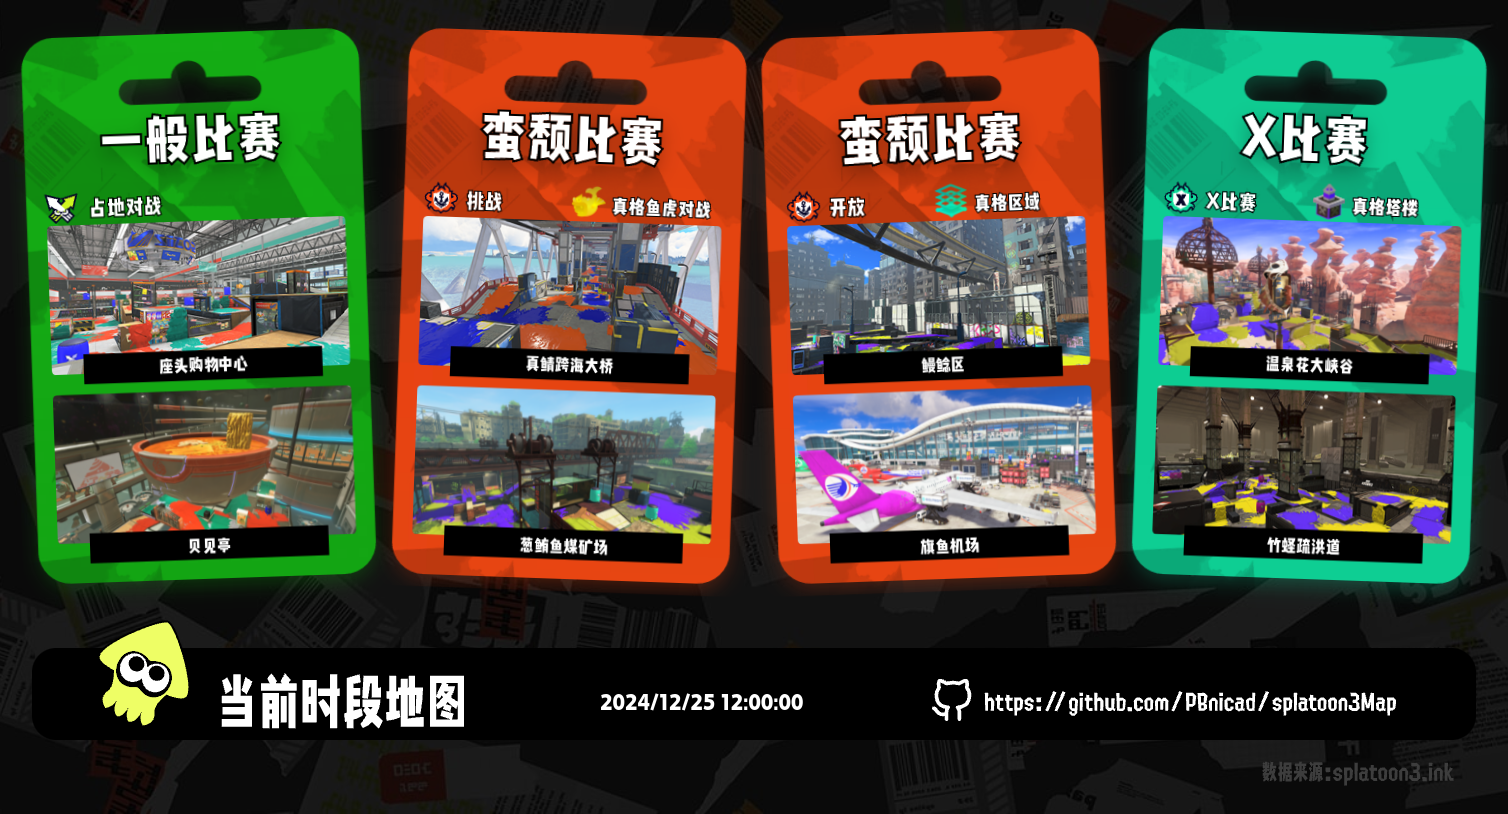 一般比赛
占地对战
座头购物中心
贝见亭
蛮颓比赛
挑战
真格鱼虎对战
真鲭跨海大桥
葱鲔鱼煤矿场
蛮颓比赛
开放
真格区域
鳗鲶区
旗鱼机场
X比赛
X比赛
真格塔楼
温泉花大峡谷
竹蛏疏洪道
当前时段地图
2024/12/25 12:00:00
https://github.com/PBnicad/splatoon3Map
数据来源:splatoon3.ink